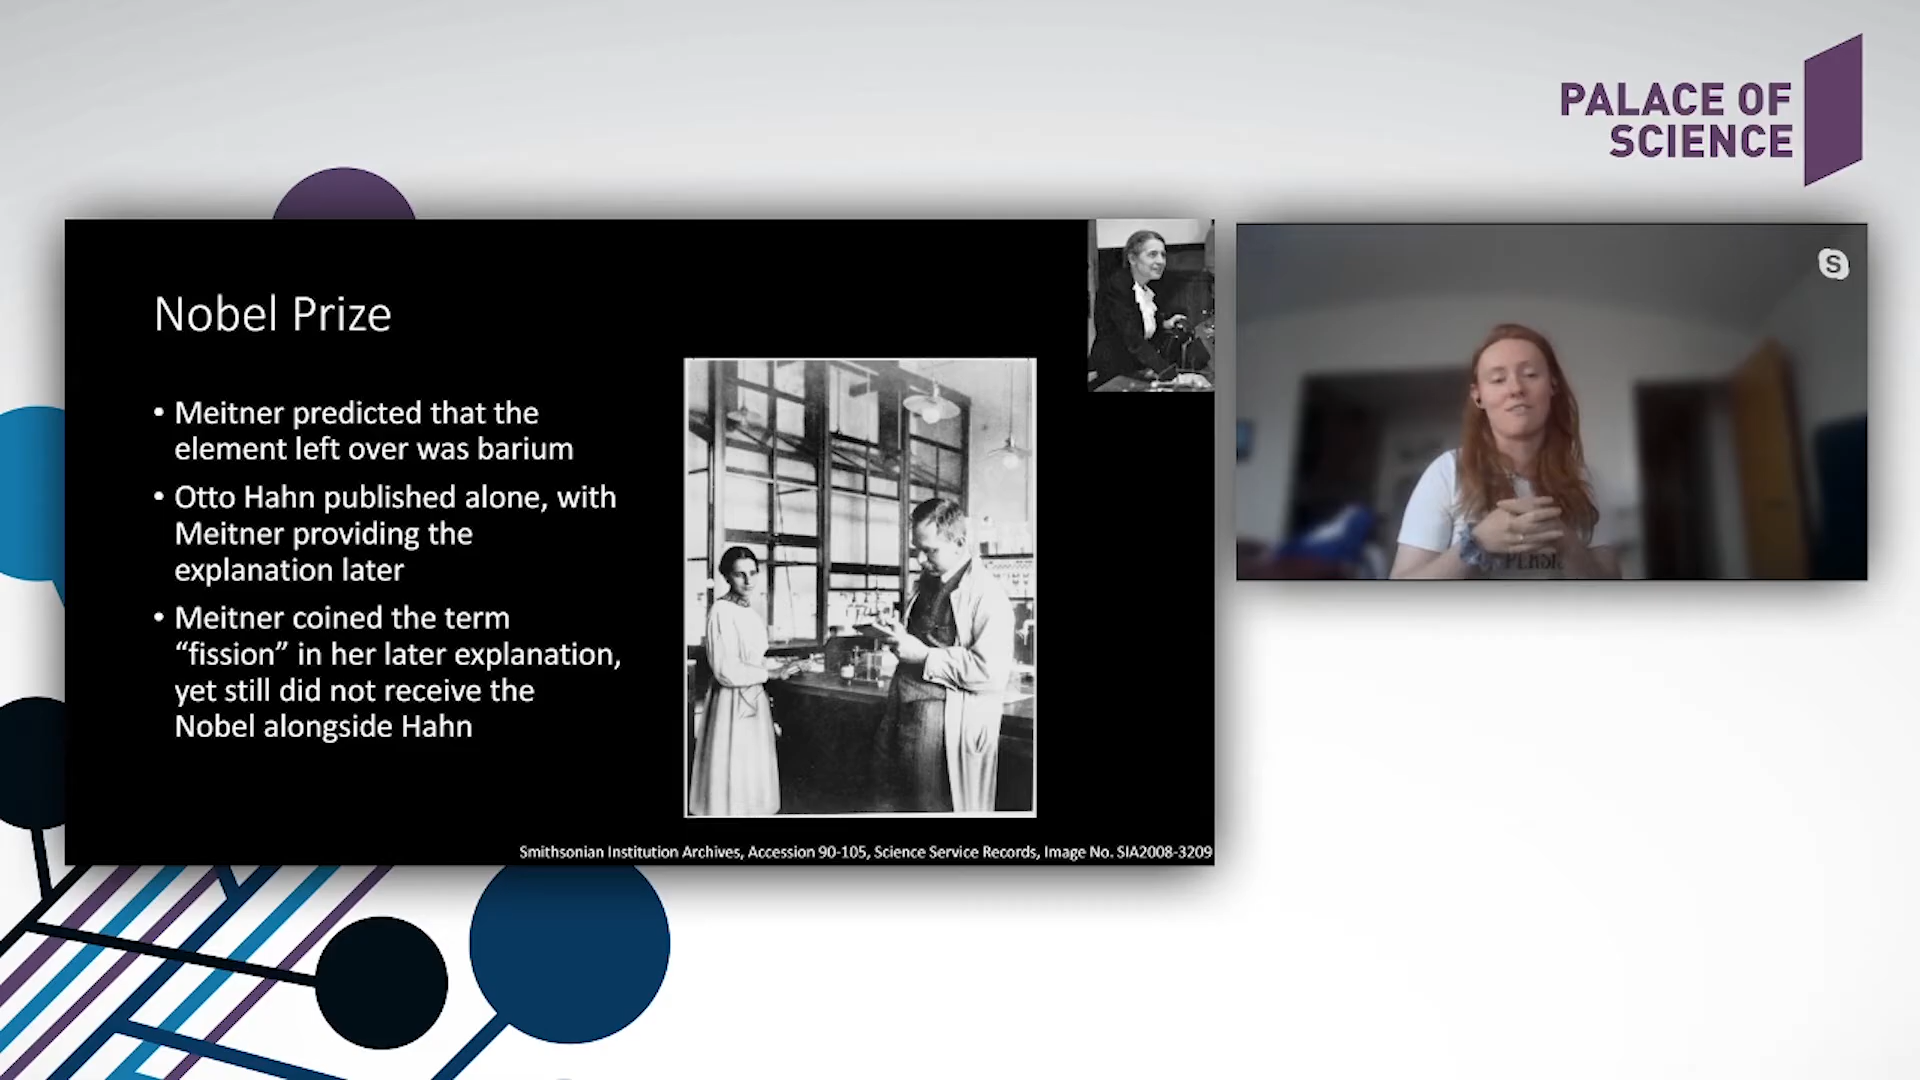 PALACE OF
SCIENCE
Nobel Prize
• Meitner predicted that the
element left over was barium
• Otto Hahn published alone, with
Meitner providing the
explanation later
• Meitner coined the term
“fission” in her later explanation,
yet still did not receive the
Nobel alongside Hahn
Smithsonian Institution Archives, Accession 90-105, Science Service Records, Image No. SIA2008-3209
S